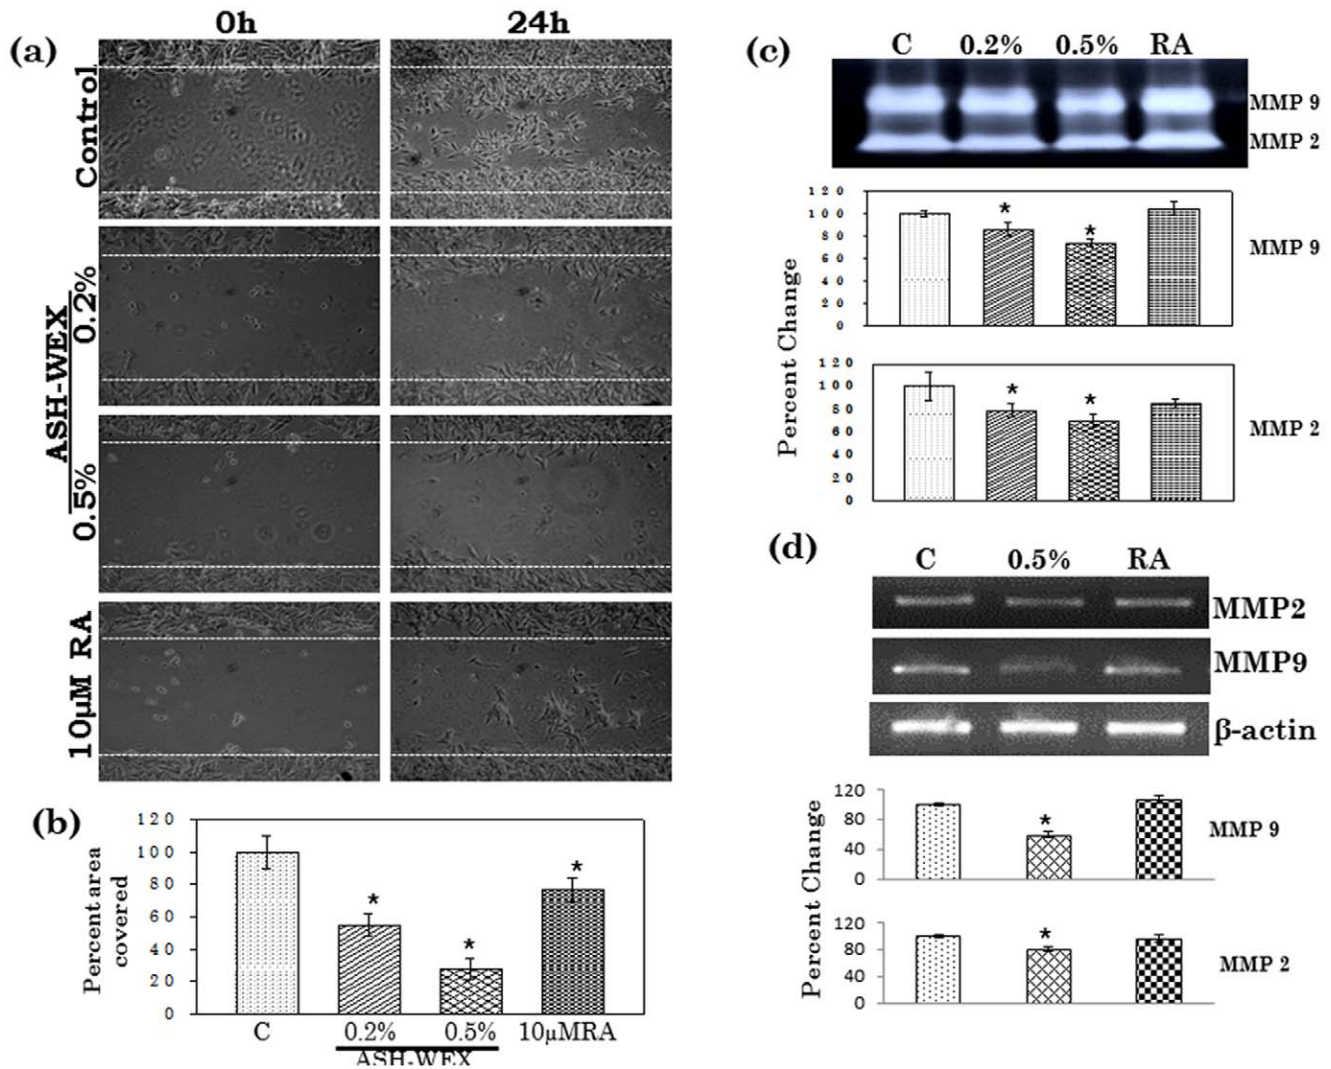 (a)
0h 24h
Control
ASH-WEX
0.2%
0.5%
10µM RA
(b)
Percent area
covered
120
100
80
60
40
20
0
C 0.2% 0.5% 10µMRA
ASH-WEX
* * *
(c)
C 0.2% 0.5% RA
MMP 9
MMP 2
Percent Change
120
100
80
60
40
20
0
* *
MMP 9
120
100
80
60
40
20
0
* *
MMP 2
(d)
C 0.5% RA
MMP2
MMP9
β-actin
Percent Change
120
80
40
0
*
MMP 9
120
80
40
0
*
MMP 2